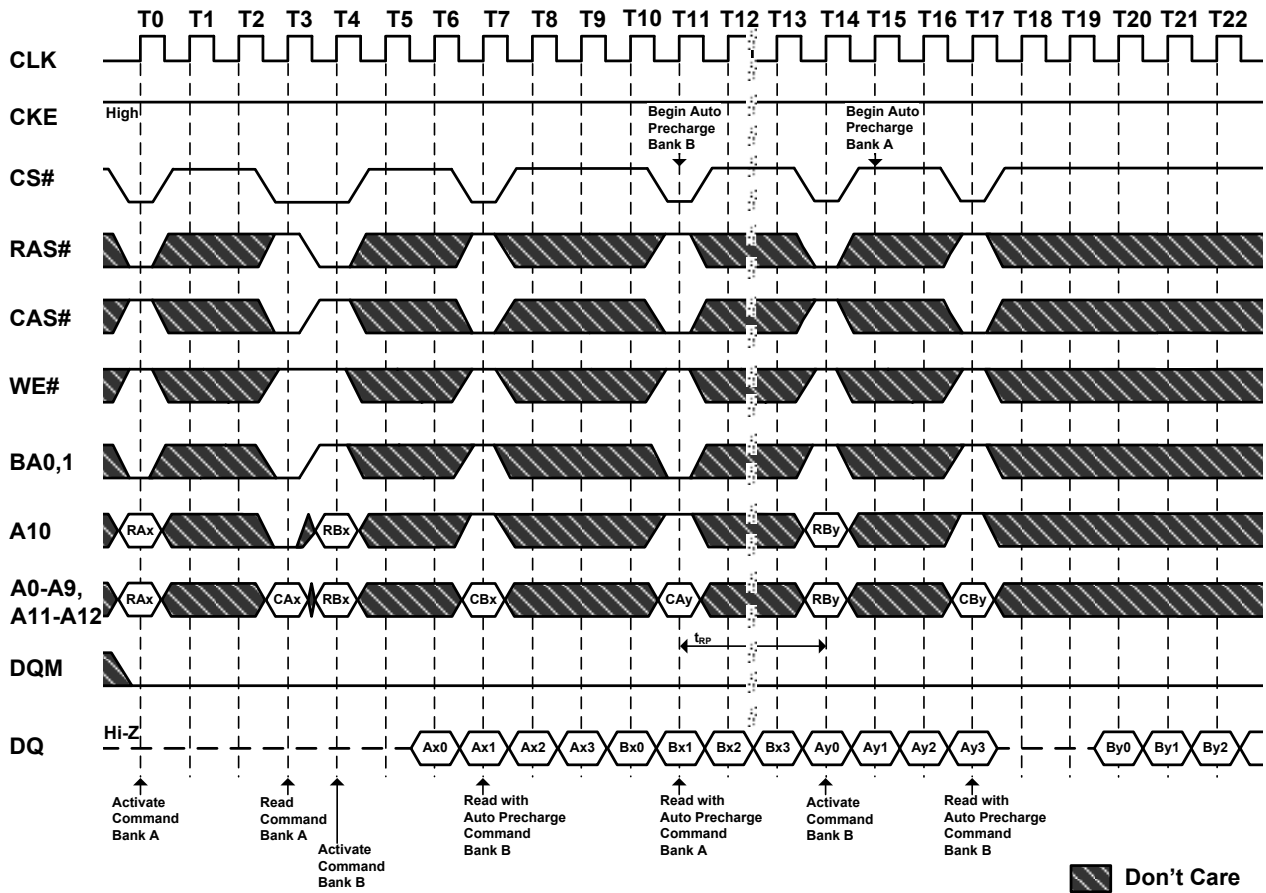 T0 T1 T2 T3 T4 T5 T6 T7 T8 T9 T10 T11 T12 T13 T14 T15 T16 T17 T18 T19 T20 T21 T22
CLK
CKE
High
Begin Auto
Precharge
Bank B
Begin Auto
Precharge
Bank A
CS#
RAS#
CAS#
WE#
BA0,1
A10
RAx RBx RBy
A0-A9,
A11-A12
RAx CAx RBx CBx CAy RBy CBy
tRP
DQM
DQ
Hi-Z
Ax0 Ax1 Ax2 Ax3 Bx0 Bx1 Bx2 Bx3 Ay0 Ay1 Ay2 Ay3 By0 By1 By2
Activate
Command
Bank A
Read
Command
Bank A
Activate
Command
Bank B
Read with
Auto Precharge
Command
Bank B
Read with
Auto Precharge
Command
Bank A
Activate
Command
Bank B
Read with
Auto Precharge
Command
Bank B
Don't Care